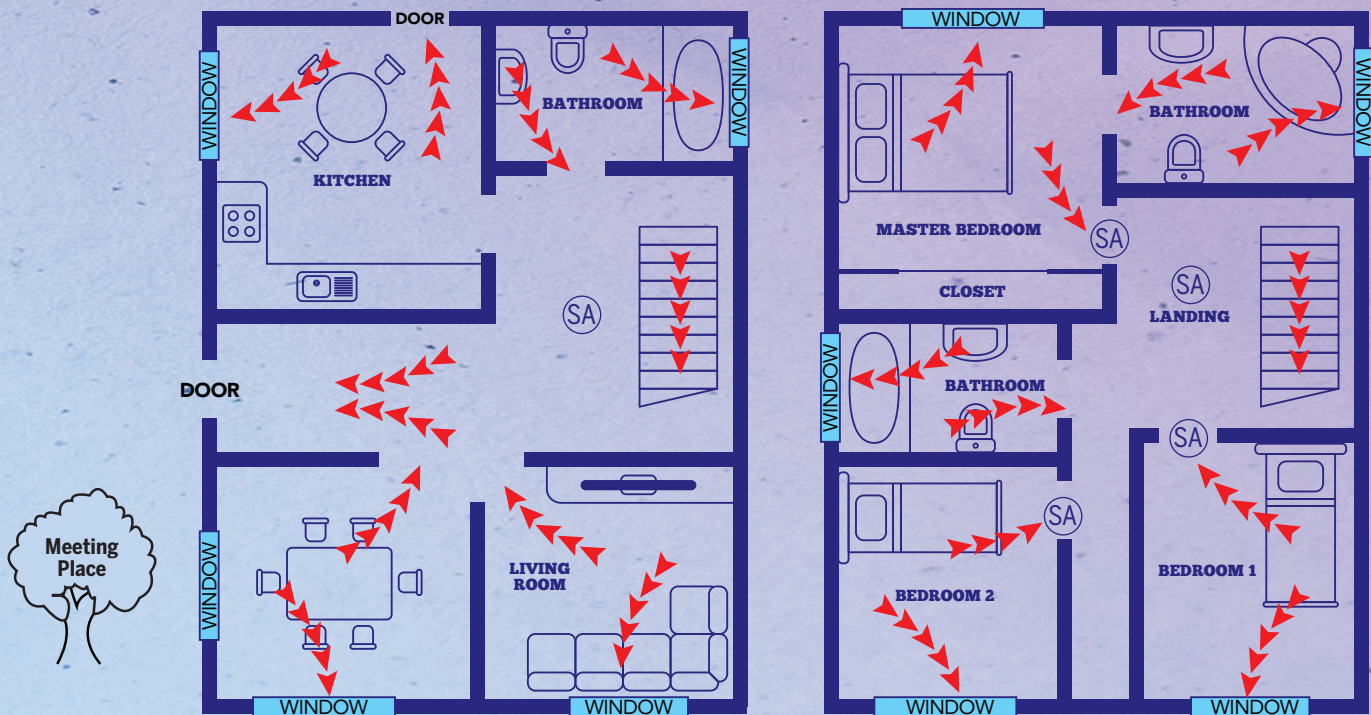 DOOR
WINDOW
WINDOW
BATHROOM
KITCHEN
SA
DOOR
Meeting
Place
WINDOW
LIVING
ROOM
WINDOW
WINDOW
WINDOW
BATHROOM
WINDOW
MASTER BEDROOM
SA
CLOSET
SA
LANDING
WINDOW
BATHROOM
SA
SA
BEDROOM 1
BEDROOM 2
WINDOW
WINDOW